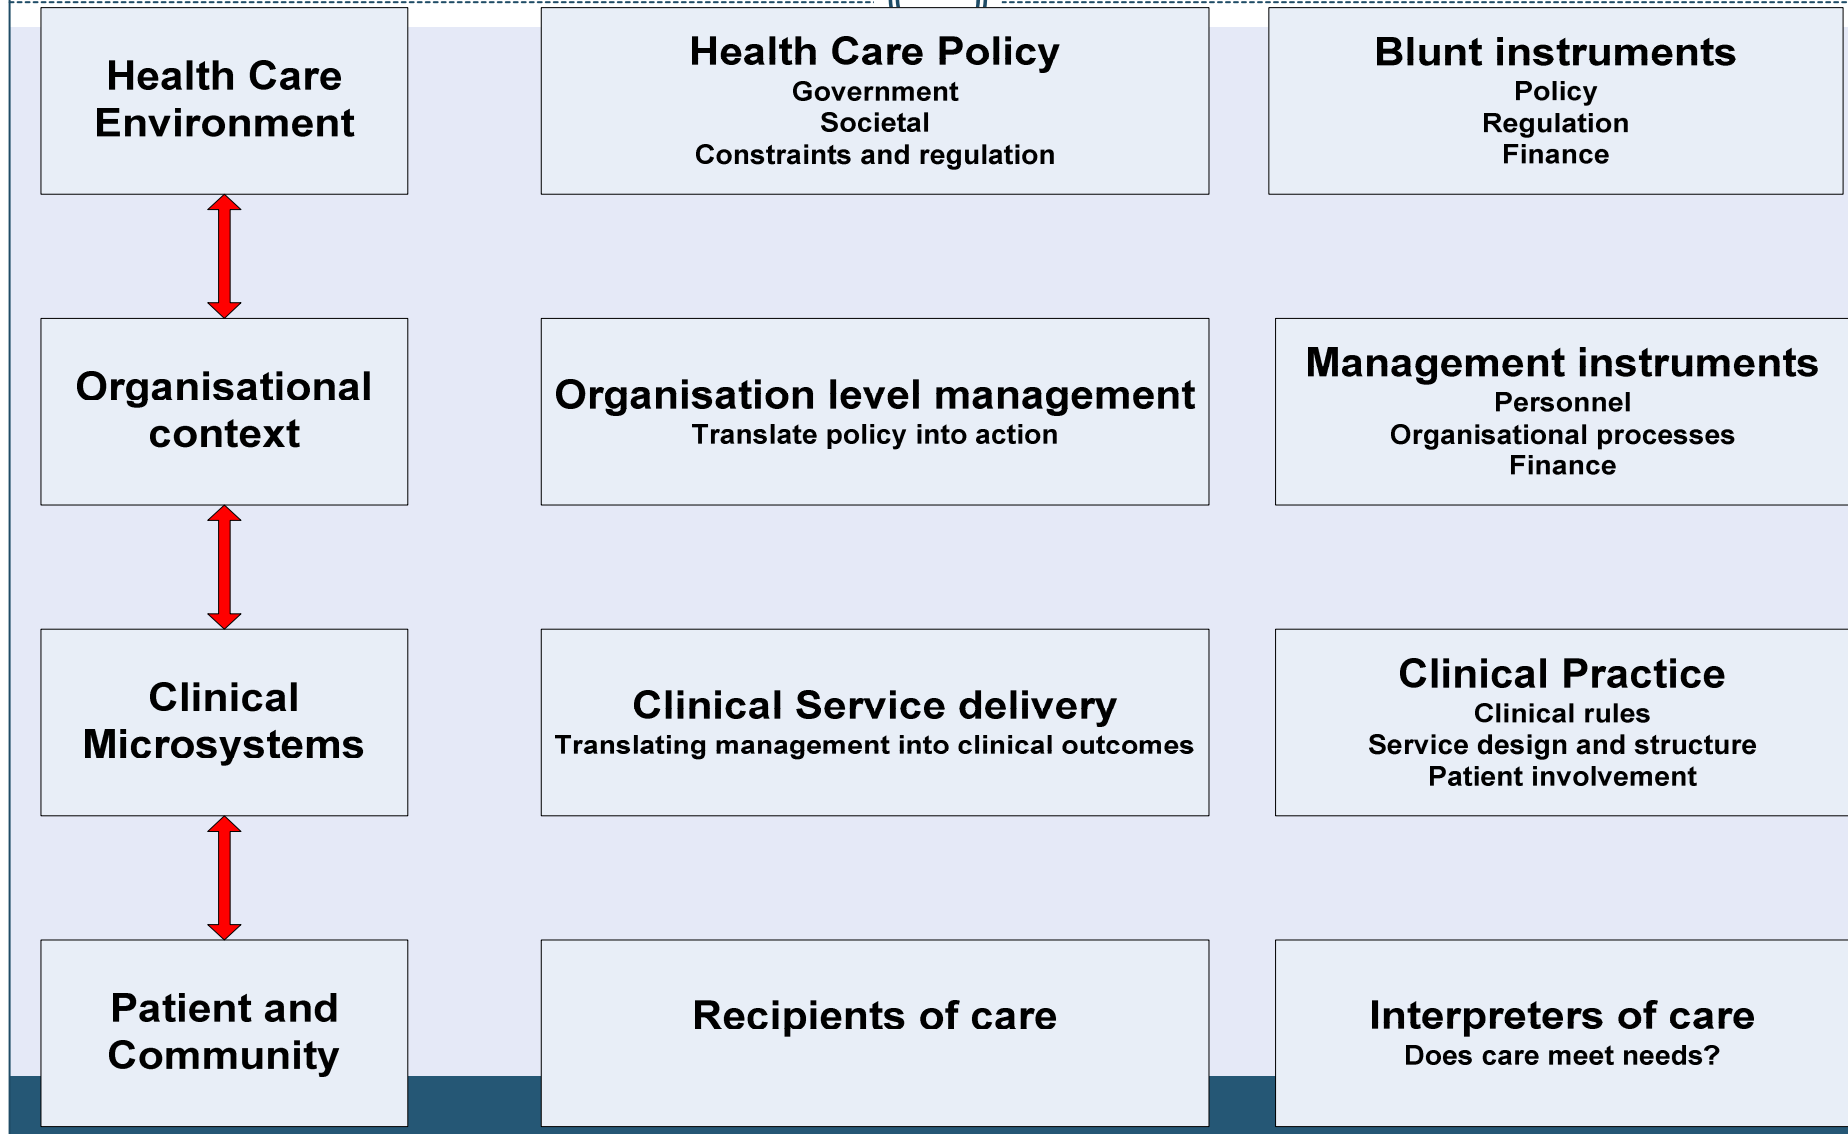 Health Care
Environment
Health Care Policy
Government
Societal
Constraints and regulation
Blunt instruments
Policy
Regulation
Finance
Organisational
context
Organisation level management
Translate policy into action
Management instruments
Personnel
Organisational processes
Finance
Clinical
Microsystems
Clinical Service delivery
Translating management into clinical outcomes
Clinical Practice
Clinical rules
Service design and structure
Patient involvement
Patient and
Community
Recipients of care
Interpreters of care
Does care meet needs?